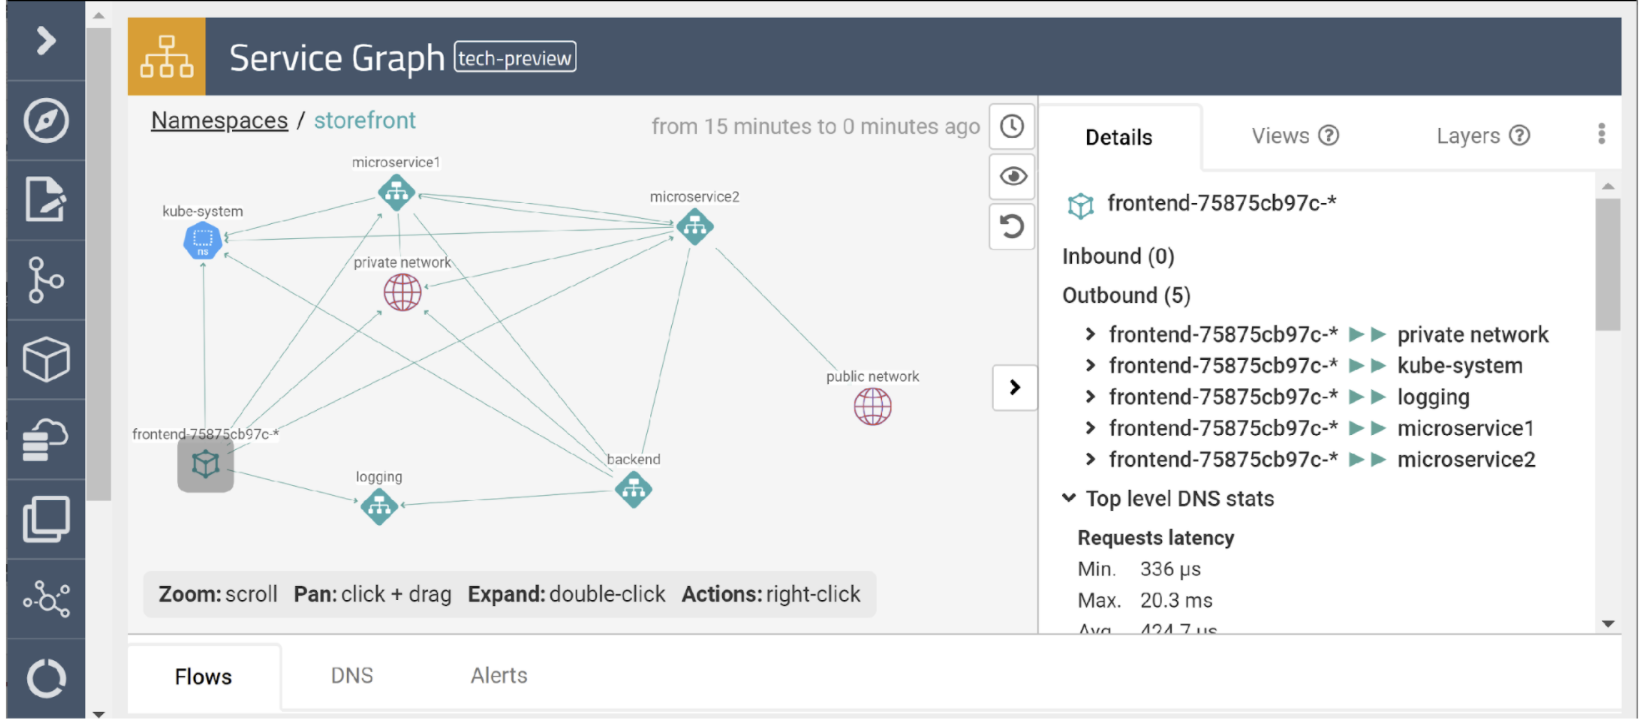 Service Graph tech-preview
Namespaces / storefront
from 15 minutes to 0 minutes ago
microservice1
microservice2
kube-system
ns
private network
public network
frontend-75875cb97c-*
backend
logging
Zoom: scroll Pan: click + drag Expand: double-click Actions: right-click
Details Views ? Layers ?
frontend-75875cb97c-*
Inbound (0)
Outbound (5)
frontend-75875cb97c-* private network
frontend-75875cb97c-* kube-system
frontend-75875cb97c-* logging
frontend-75875cb97c-* microservice1
frontend-75875cb97c-* microservice2
Top level DNS stats
Requests latency
Min. 336 µs
Max. 20.3 ms
Avg. 424.7 µs
Flows DNS Alerts